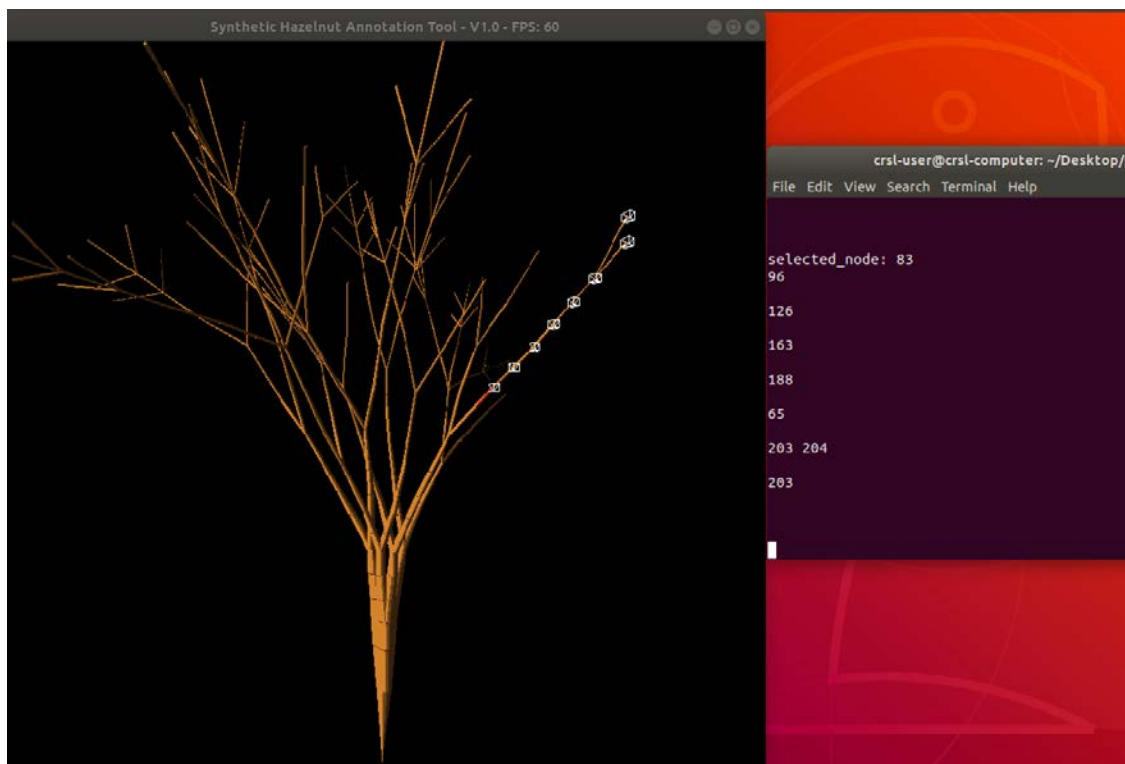 Synthetic Hazelnut Annotation Tool - V1.0 - FPS: 60
crsl-user@crsl-computer: ~/Desktop/
File Edit View Search Terminal Help
selected_node: 83
96
126
163
188
65
203 204
203